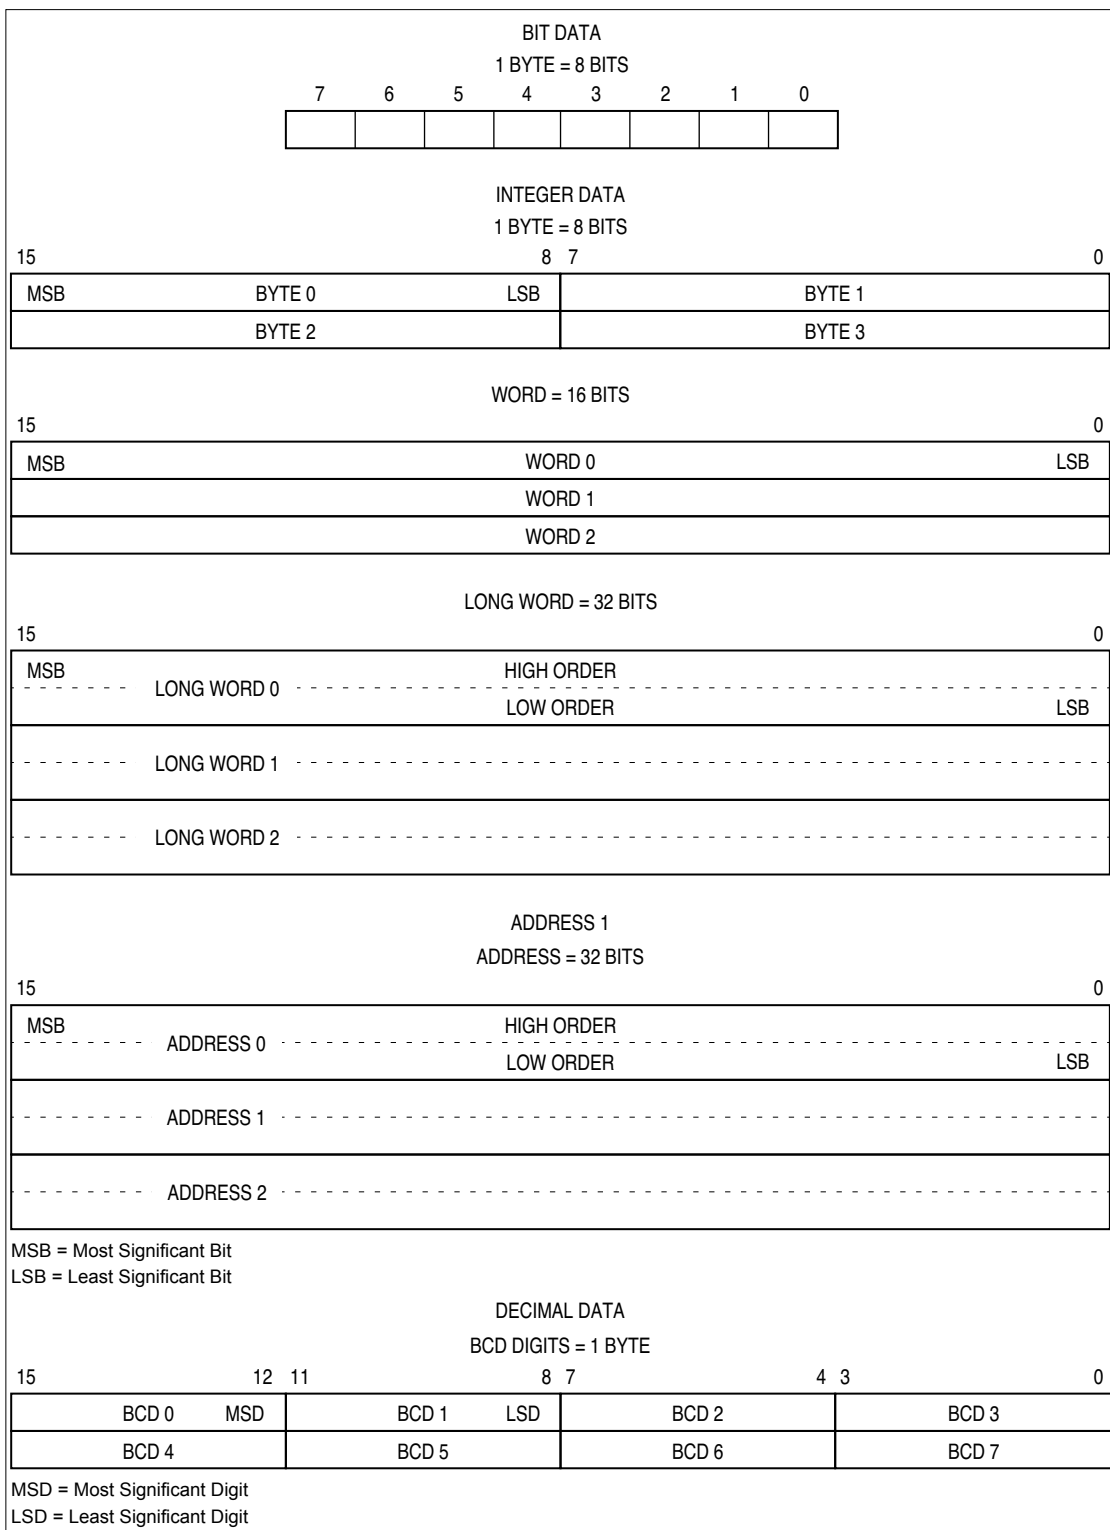 BIT DATA
1 BYTE = 8 BITS
7 6 5 4 3 2 1 0
INTEGER DATA
1 BYTE = 8 BITS
15 8 7 0
MSB BYTE 0 LSB BYTE 1
BYTE 2 BYTE 3
WORD = 16 BITS
15 0
MSB WORD 0 LSB
WORD 1
WORD 2
LONG WORD = 32 BITS
15 0
MSB HIGH ORDER
LONG WORD 0
LOW ORDER LSB
LONG WORD 1
LONG WORD 2
ADDRESS 1
ADDRESS = 32 BITS
15 0
MSB HIGH ORDER
ADDRESS 0
LOW ORDER LSB
ADDRESS 1
ADDRESS 2
MSB = Most Significant Bit
LSB = Least Significant Bit
DECIMAL DATA
BCD DIGITS = 1 BYTE
15 12 11 8 7 4 3 0
BCD 0 MSD BCD 1 LSD BCD 2 BCD 3
BCD 4 BCD 5 BCD 6 BCD 7
MSD = Most Significant Digit
LSD = Least Significant Digit